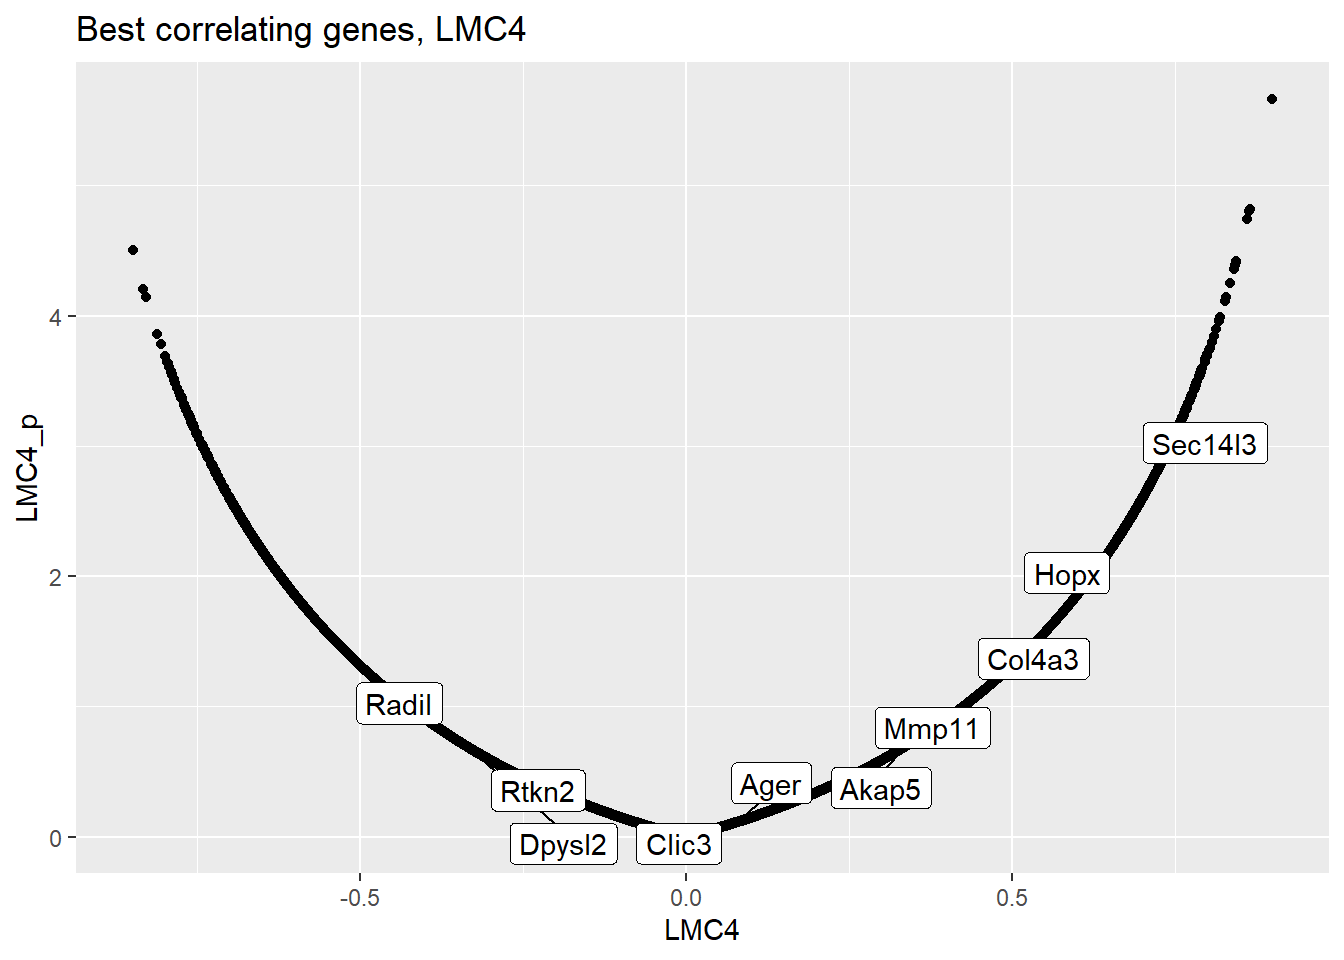 Best correlating genes, LMC4
LMC4_p
4
2
0
Sec14l3
Hopx
Col4a3
Radil
Mmp11
Ager
Rtkn2
Akap5
Dpysl2
Clic3
-0.5
0.0
0.5
LMC4